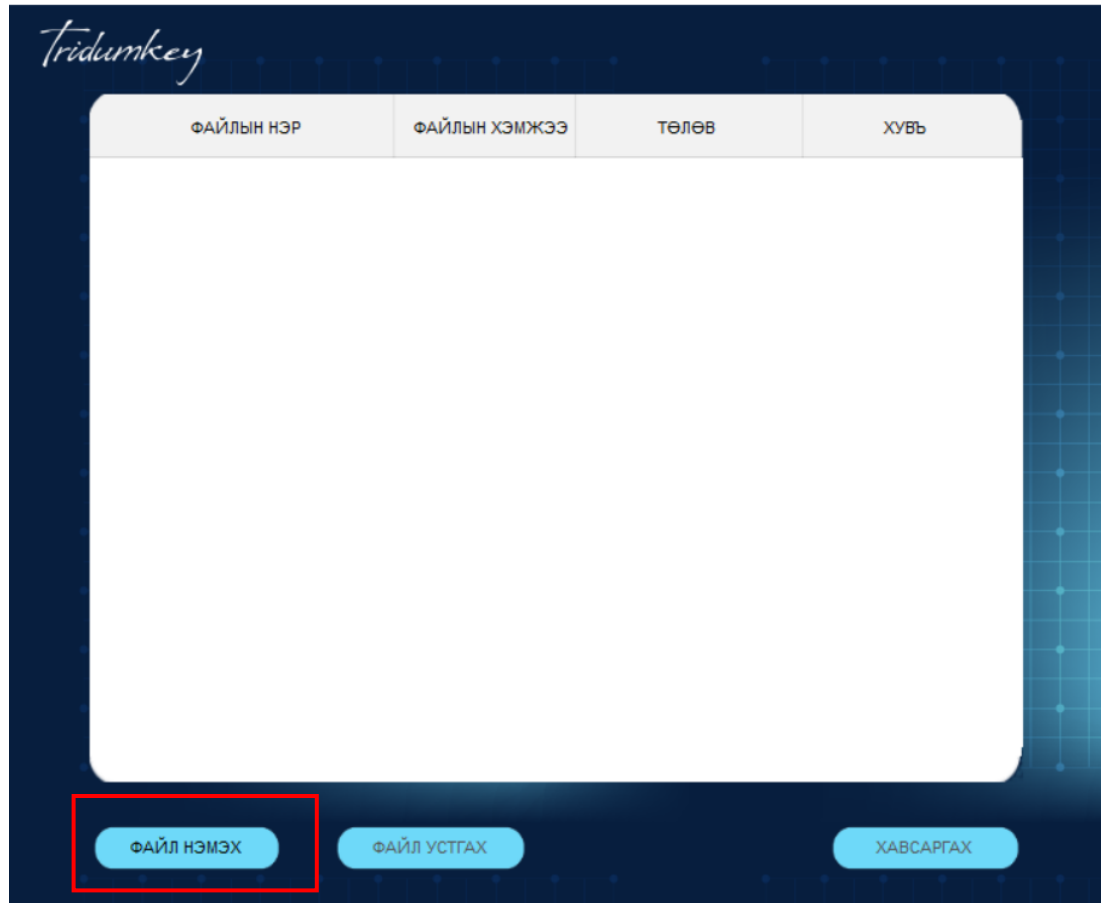 Tridumkey
ФАЙЛЫН НЭР ФАЙЛЫН ХЭМЖЭЭ ТӨЛӨВ ХУВЬ
ФАЙЛ НЭМЭХ ФАЙЛ УСТГАХ ХАВСАРГАХ